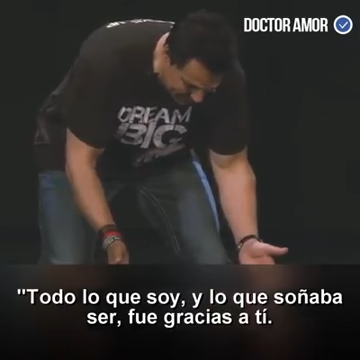 DOCTOR AMOR
DREAM
BIG
"Todo lo que soy, y lo que soñaba
ser, fue gracias a tí.